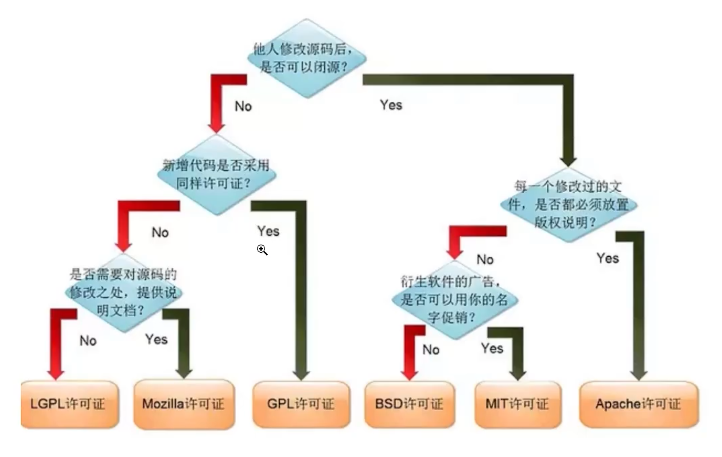 他人修改源码后,
是否可以闭源?
No
Yes
新增代码是否采用
同样许可证?
每一个修改过的文
件，是否都必须放置
版权说明?
No
Yes
No
Yes
是否需要对源码的
修改之处，提供说
明文档?
衍生软件的广告，
是否可以用你的名
字促销?
No
Yes
No
Yes
LGPL许可证
Mozilla许可证
GPL许可证
BSD许可证
MIT许可证
Apache许可证